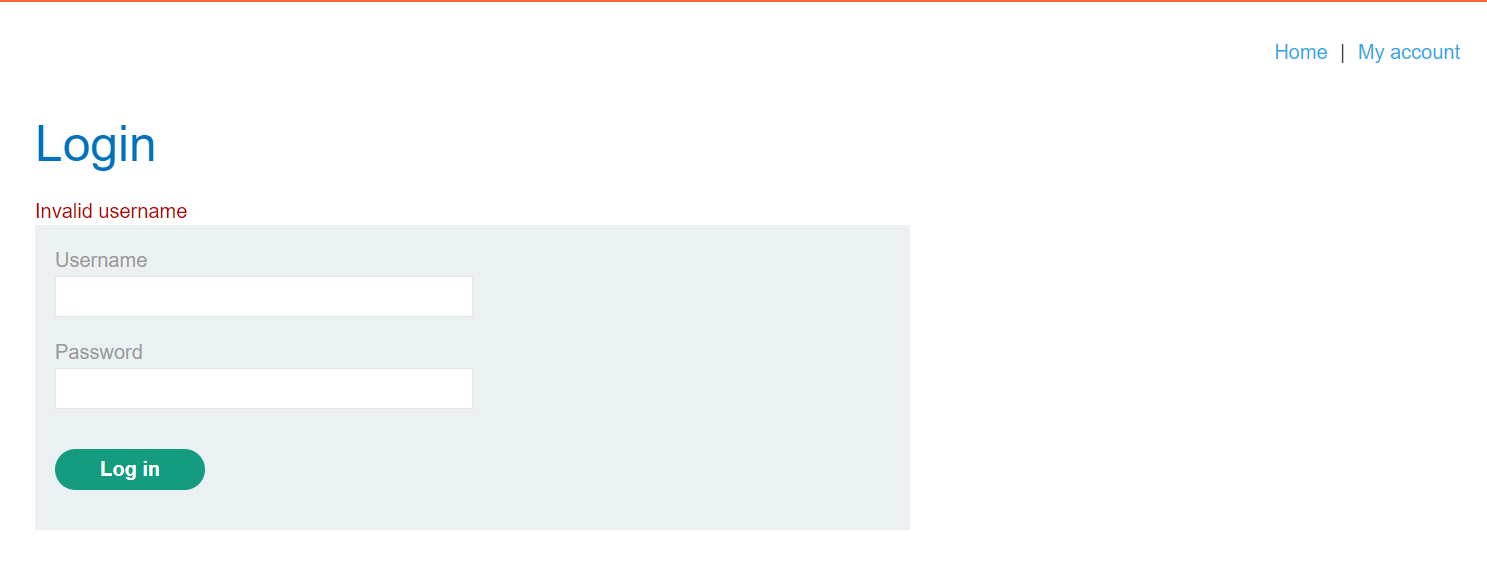 Home | My account
Login
Invalid username
Username
Password
Log in